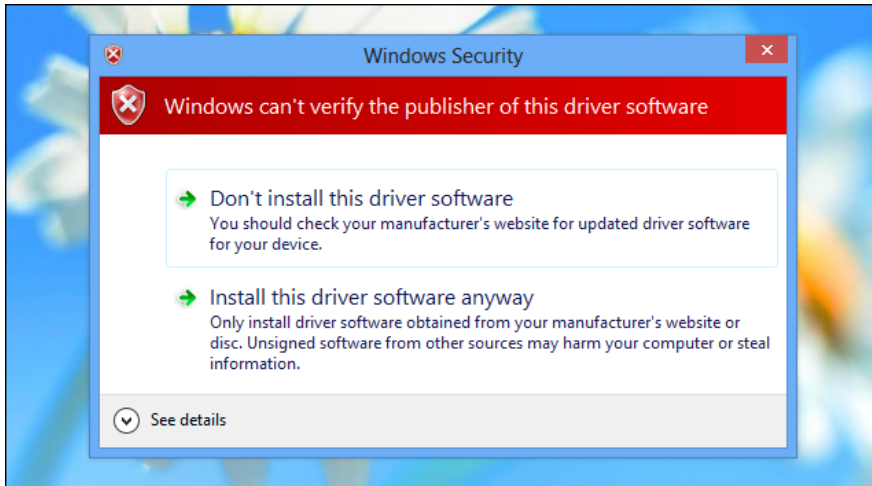 Windows Security
Windows can't verify the publisher of this driver software
Don't install this driver software
You should check your manufacturer's website for updated driver software
for your device.
Install this driver software anyway
Only install driver software obtained from your manufacturer's website or
disc. Unsigned software from other sources may harm your computer or steal
information.
See details